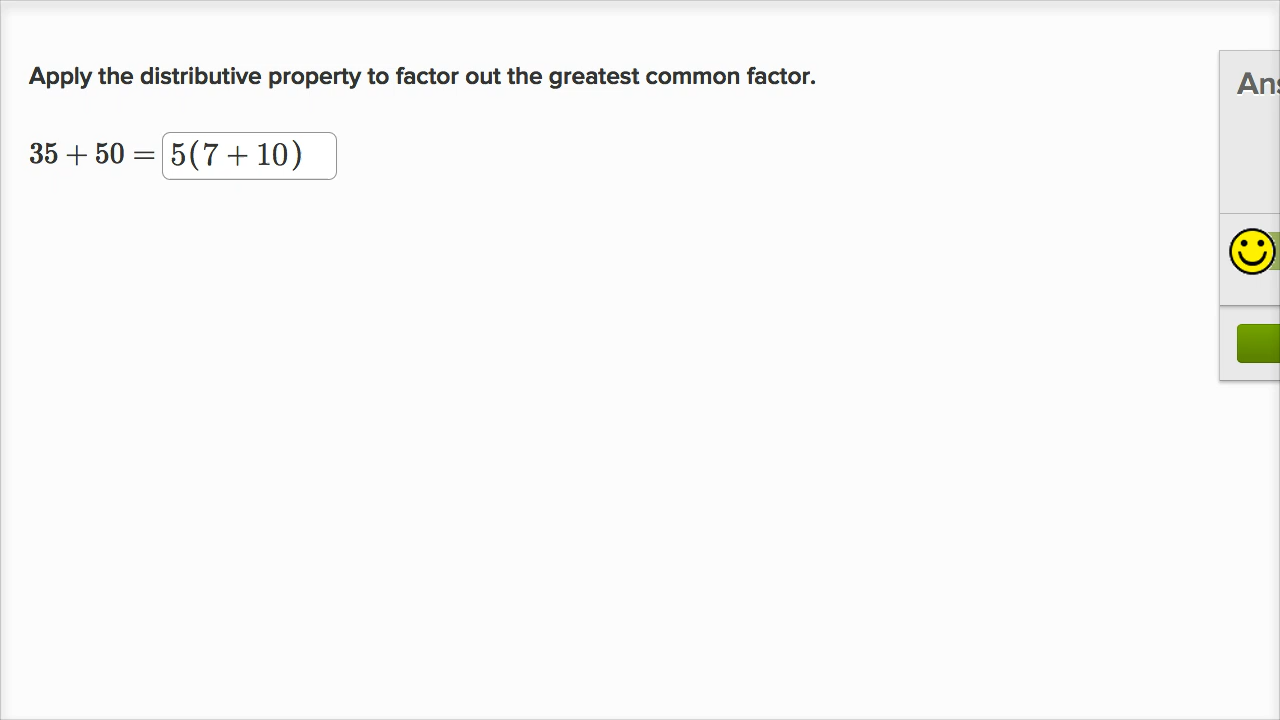 Apply the distributive property to factor out the greatest common factor.
35 + 50 = 5(7 + 10)